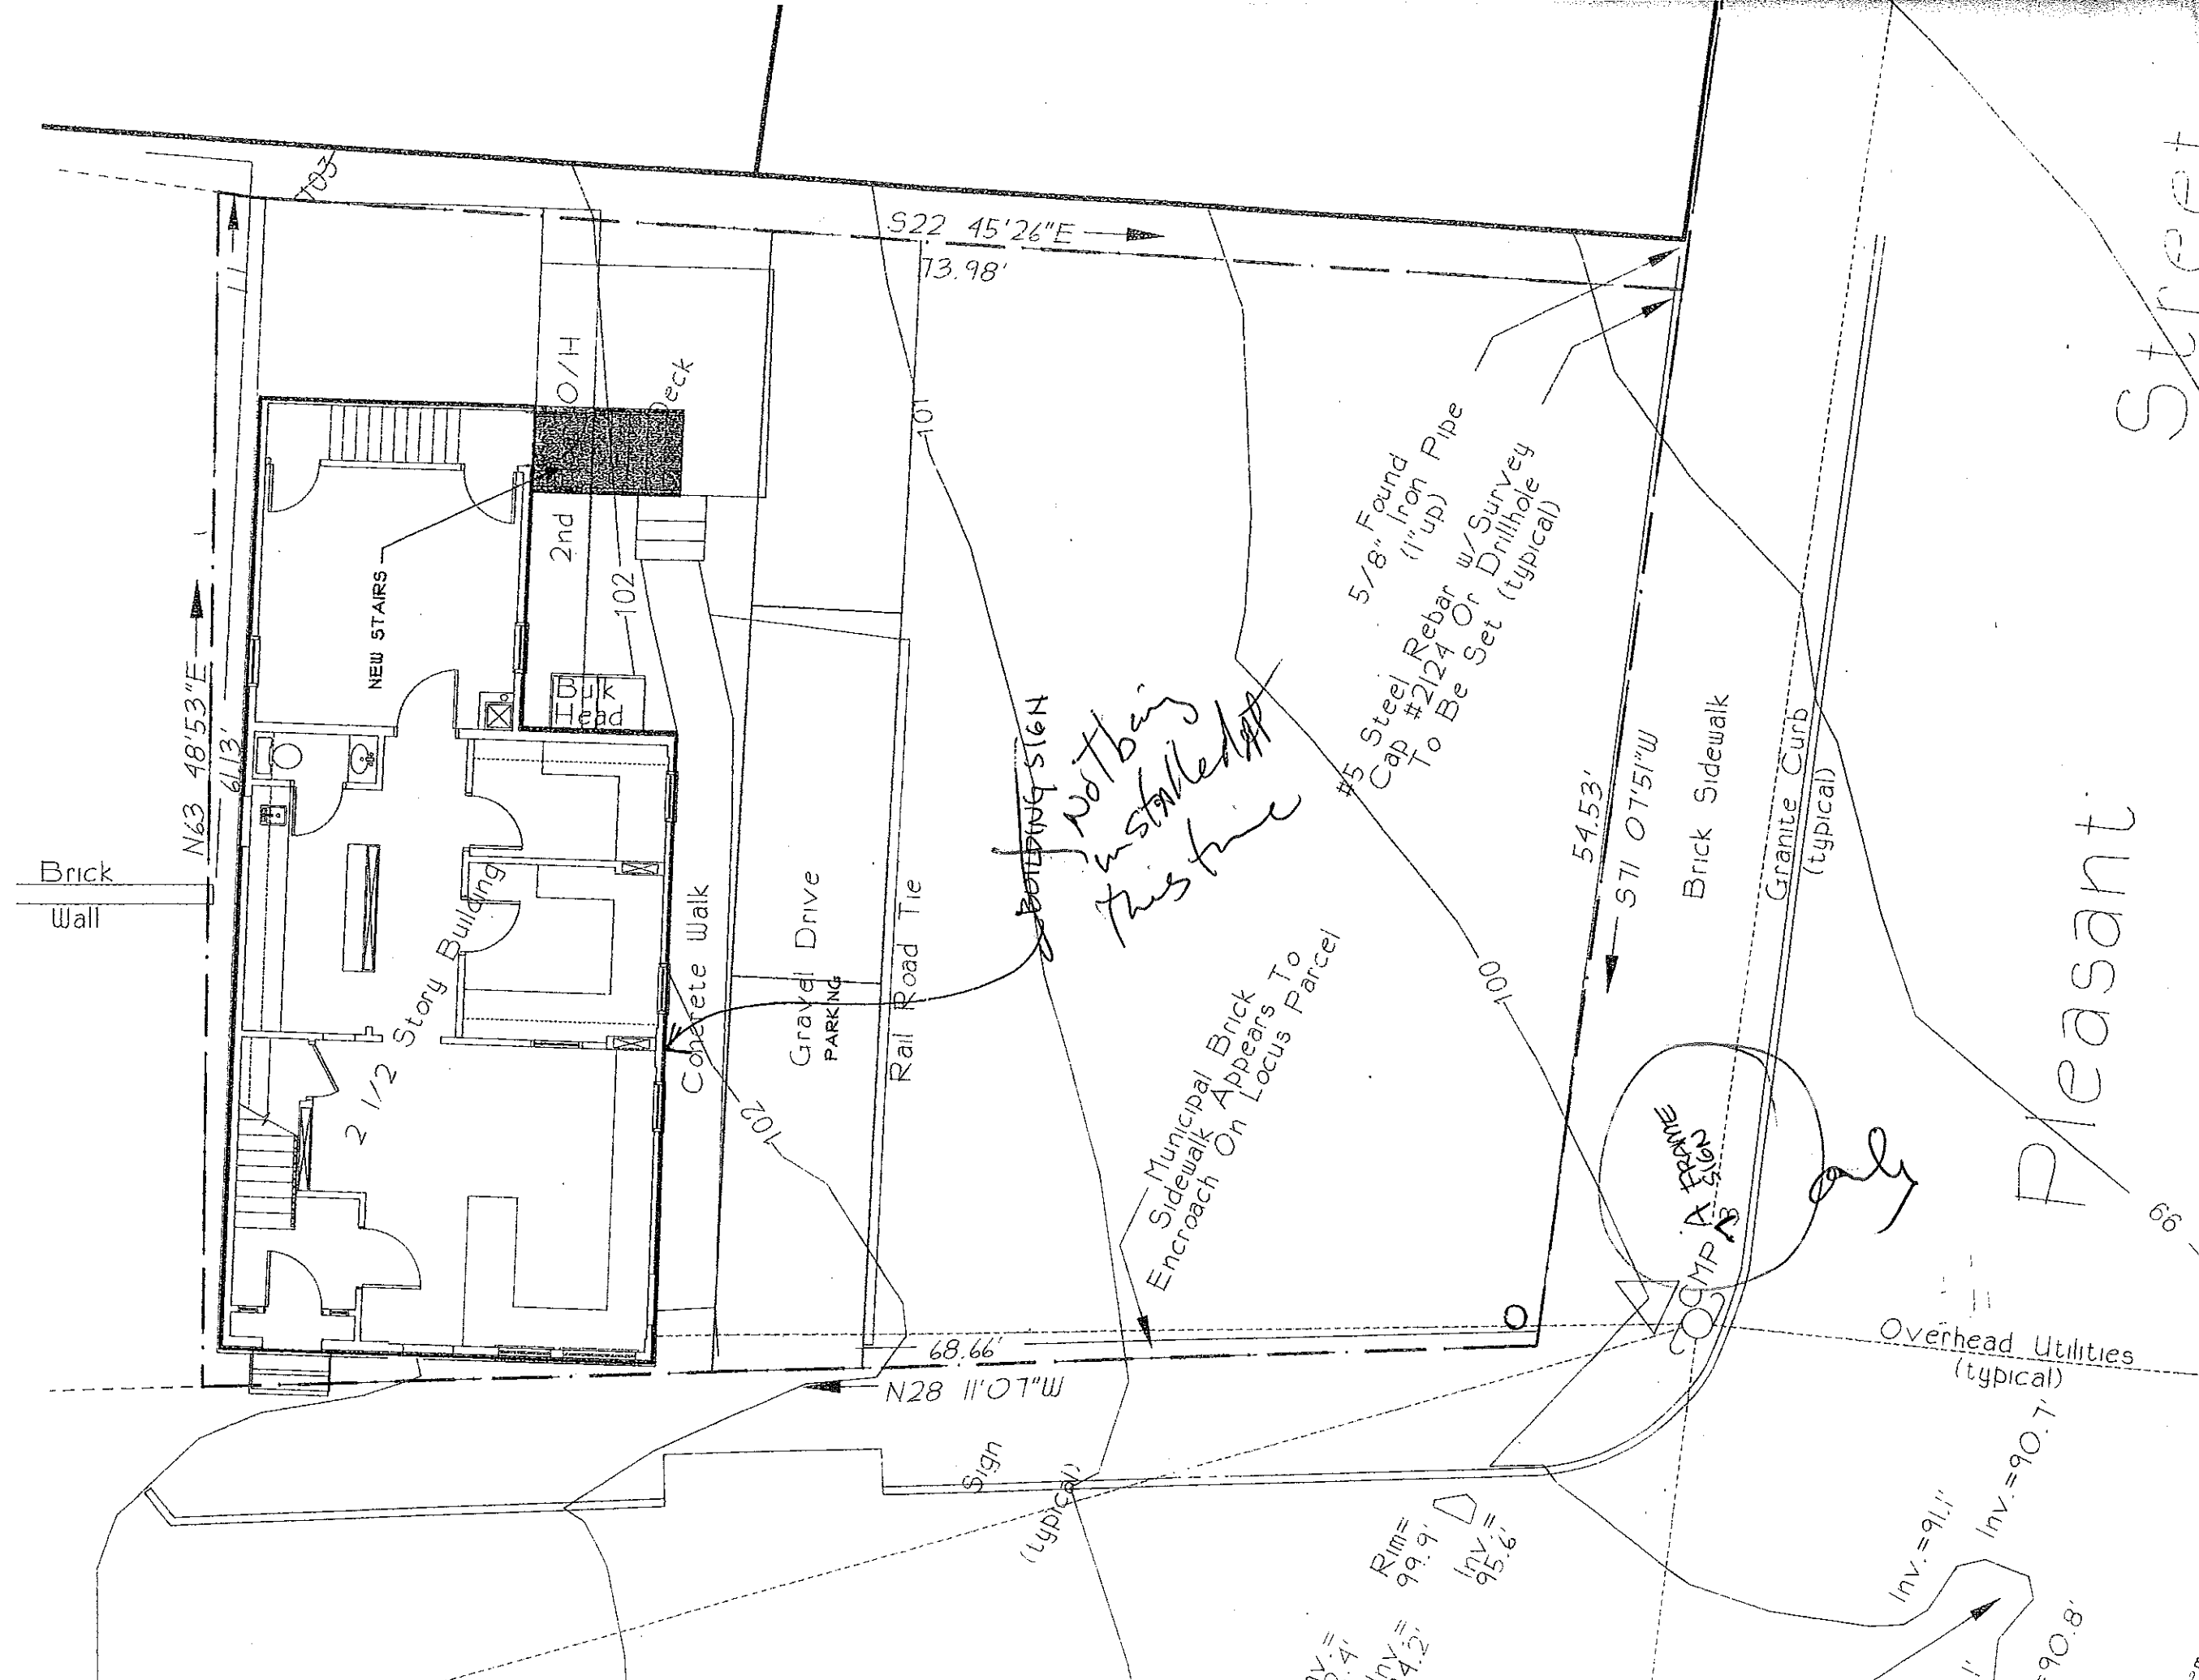 103
S22 45'26"E
73.98'
11
O/H
Deck
101
Street
5/8" Found
Iron Pipe
(1" up)
#5 Steel Rebar w/ Survey
Cap #2124 Or Drillhole
To Be Set (typical)
2nd
NEW STAIRS
102
Bulk
Head
N63 48'53"E
61.13'
BUILDING SIGN
Not being
installed at
this time
54.53'
S71 07'51"W
Brick Sidewalk
Granite Curb
(typical)
Brick
Wall
2 1/2 Story Building
Concrete Walk
Gravel Drive
PARKING
Rail Road Tie
100
Municipal Brick
Sidewalk Appears To
Encroach On Locus Parcel
Pleasant
102
A FRAME
SIGN
only
99
68.66'
N28 11'07"W
Overhead Utilities
(typical)
Sign
(typical)
Rim=
99.9'
Inv.=
95.6'
Inv.=91.1'
Inv.=90.7'